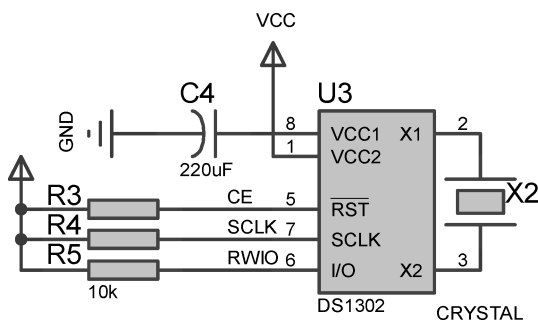 VCC
C4
U3
GND
220uF
8
VCC1
X1
2
1
VCC2
R3
CE
5
RST
X2
R4
SCLK
7
SCLK
R5
RWIO
6
I/O
X2
3
10k
DS1302
CRYSTAL